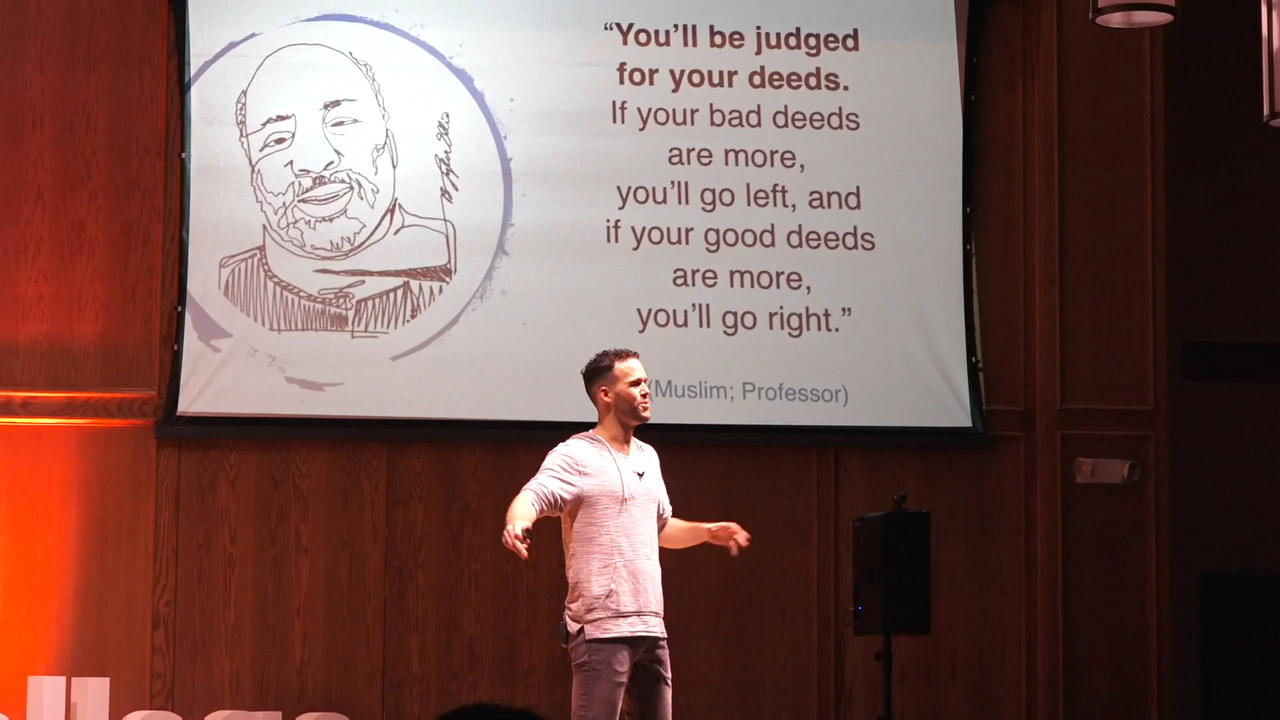 “You’ll be judged
for your deeds.
If your bad deeds
are more,
you’ll go left, and
if your good deeds
are more,
you’ll go right.”
(Muslim; Professor)